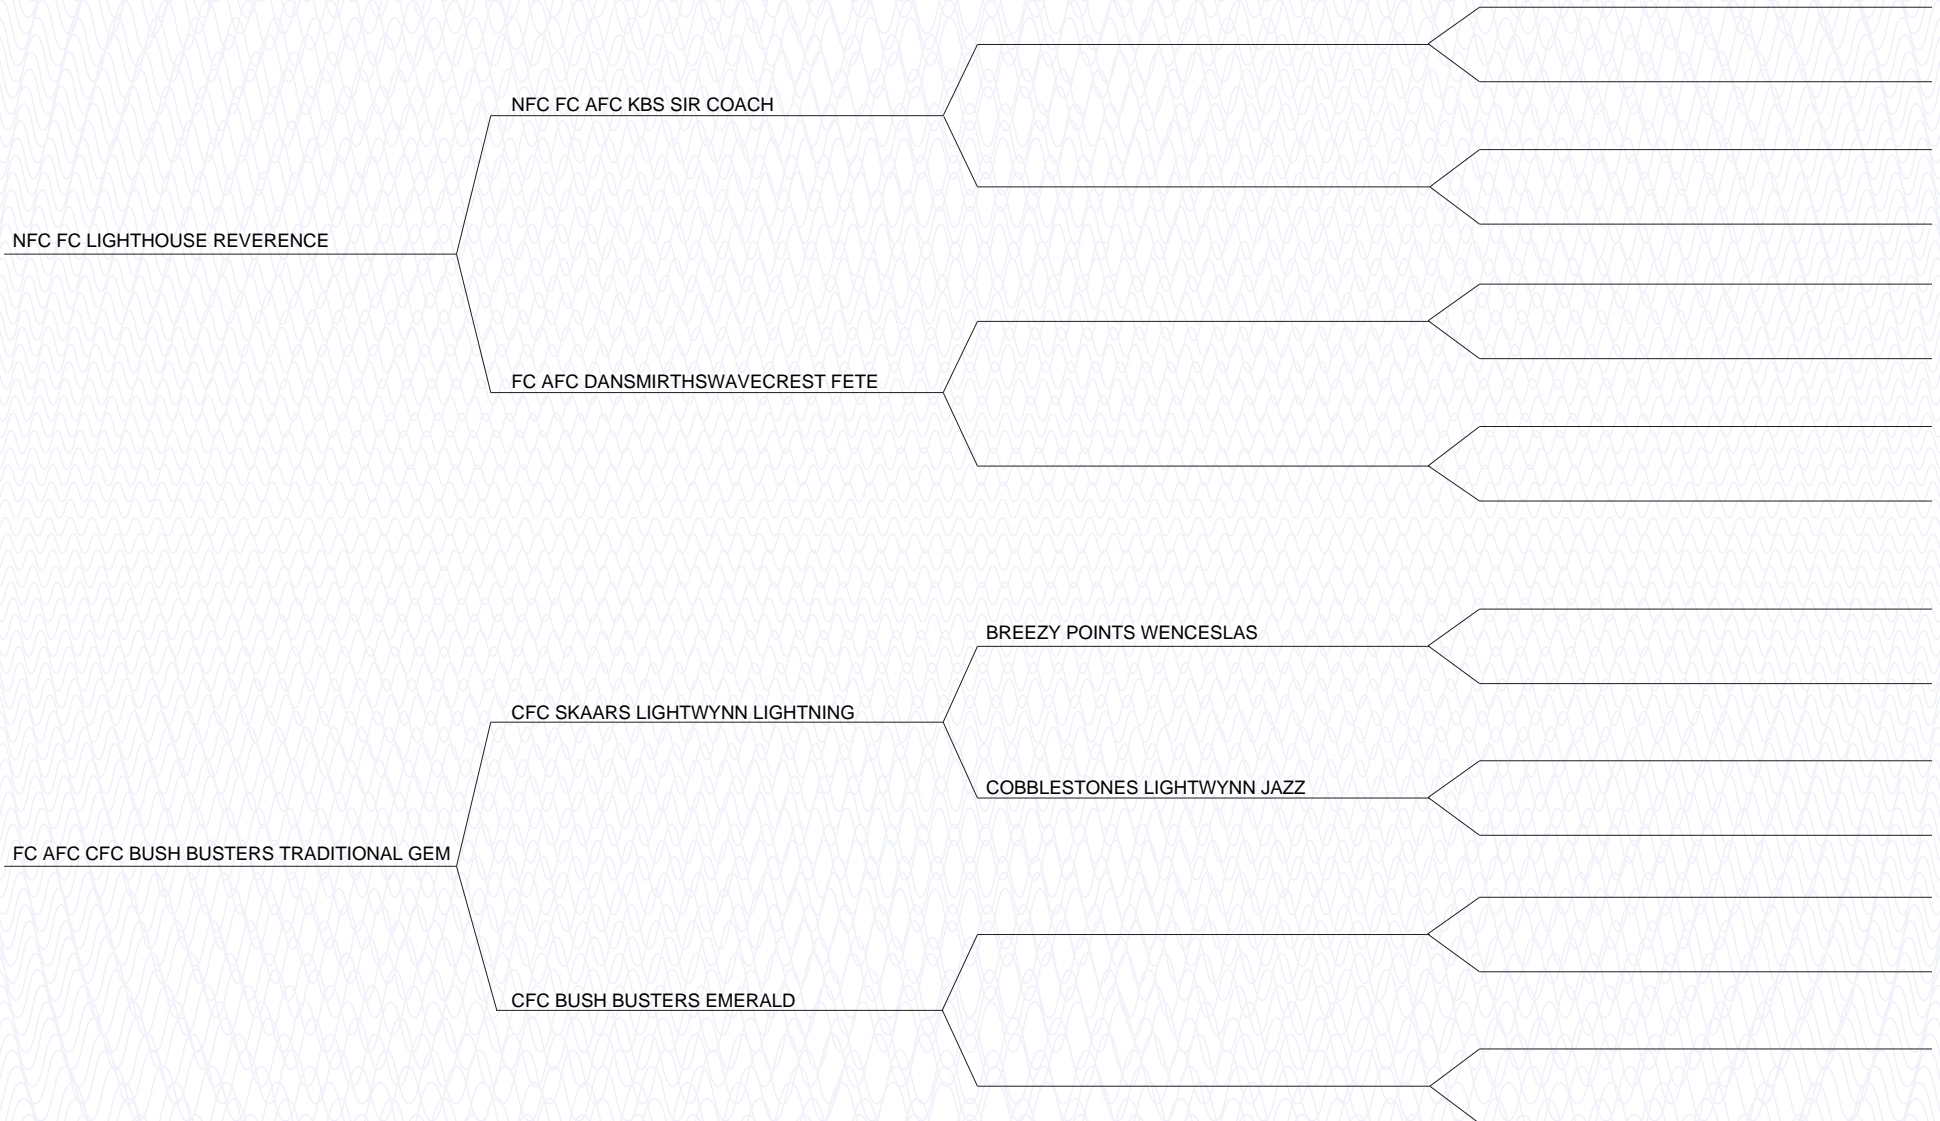 NFC FC AFC KBS SIR COACH
NFC FC LIGHTHOUSE REVERENCE
FC AFC DANSMIRTHSWAVECREST FETE
BREEZY POINTS WENCESLAS
CFC SKAARS LIGHTWYNN LIGHTNING
COBBLESTONES LIGHTWYNN JAZZ
FC AFC CFC BUSH BUSTERS TRADITIONAL GEM
CFC BUSH BUSTERS EMERALD